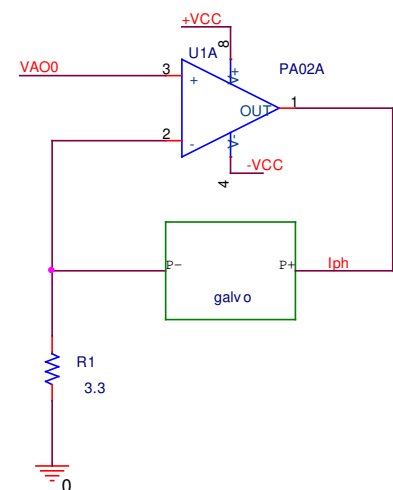 +VCC
8
U1A
V+
PA02A
VAO0
3
+
OUT
1
2
-
V-
-VCC
4
P-
P+
Iph
galvo
R1
3.3
0